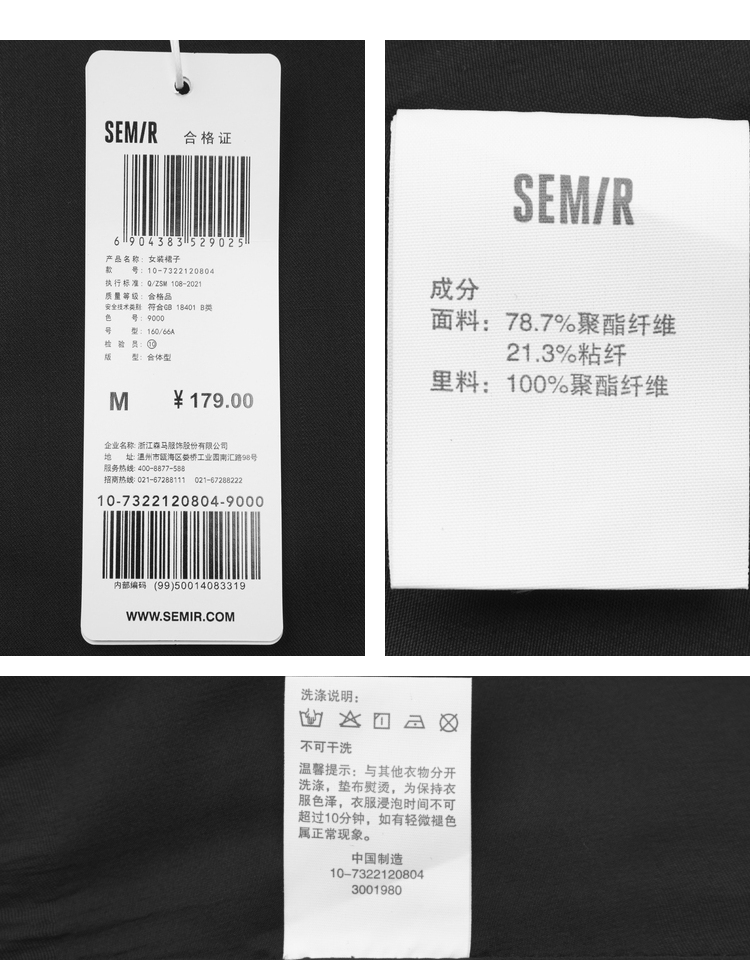 SEMIR 合格证
6 904383 529025
产品名称: 女装裙子
款 号: 10-7322120804
执行标准: Q/ZSM 108-2021
质量等级: 合格品
安全技术类别: 符合GB 18401 B类
色 号: 9000
号 型: 160/66A
检 验 员: 10
版 型: 合体型
M ¥179.00
企业名称: 浙江森马服饰股份有限公司
地 址: 温州市瓯海区娄桥工业园南汇路98号
服务热线: 400-8877-588
招商热线: 021-67288111 021-67288222
10-7322120804-9000
内部编码 (99)50014083319
WWW.SEMIR.COM
SEMIR
成分
面料: 78.7%聚酯纤维
21.3%粘纤
里料: 100%聚酯纤维
洗涤说明:
不可干洗
温馨提示: 与其他衣物分开
洗涤, 垫布熨烫, 为保持衣
服色泽, 衣服浸泡时间不可
超过10分钟, 如有轻微褪色
属正常现象。
中国制造
10-7322120804
3001980